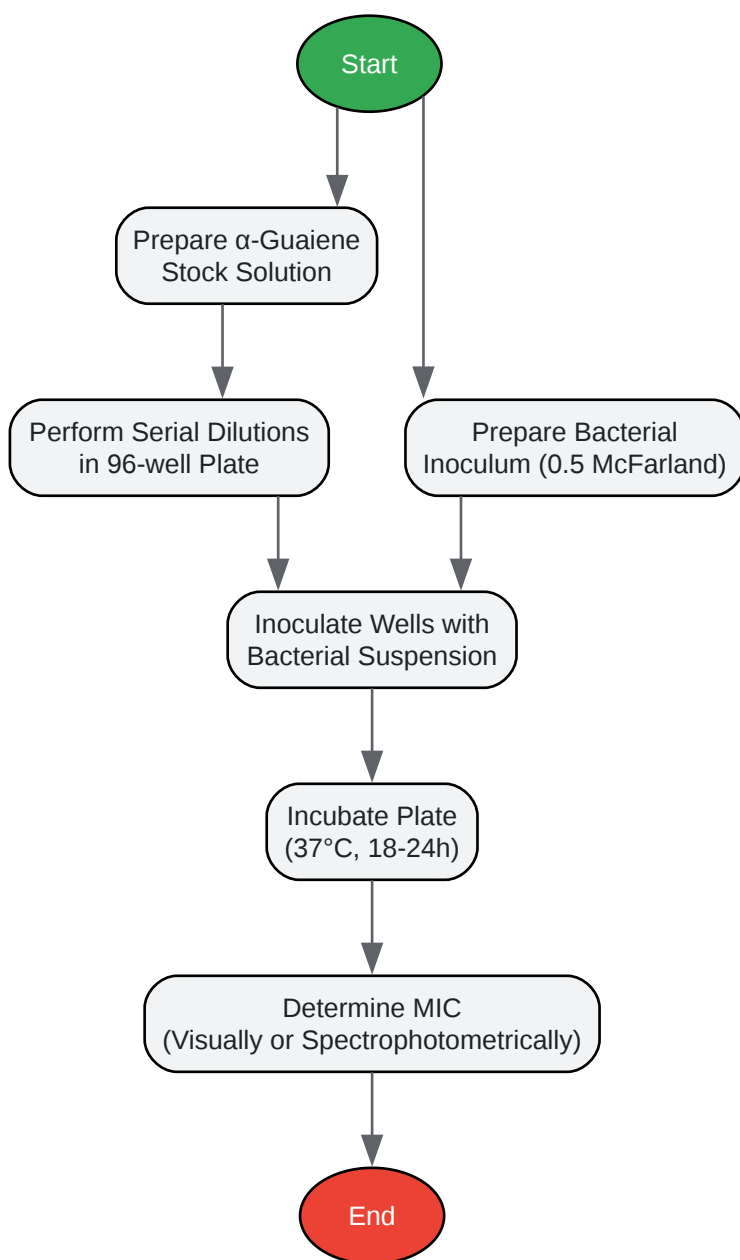 Start
Prepare α-Guaiene
Stock Solution
Perform Serial Dilutions
in 96-well Plate
Prepare Bacterial
Inoculum (0.5 McFarland)
Inoculate Wells with
Bacterial Suspension
Incubate Plate
(37°C, 18-24h)
Determine MIC
(Visually or Spectrophotometrically)
End